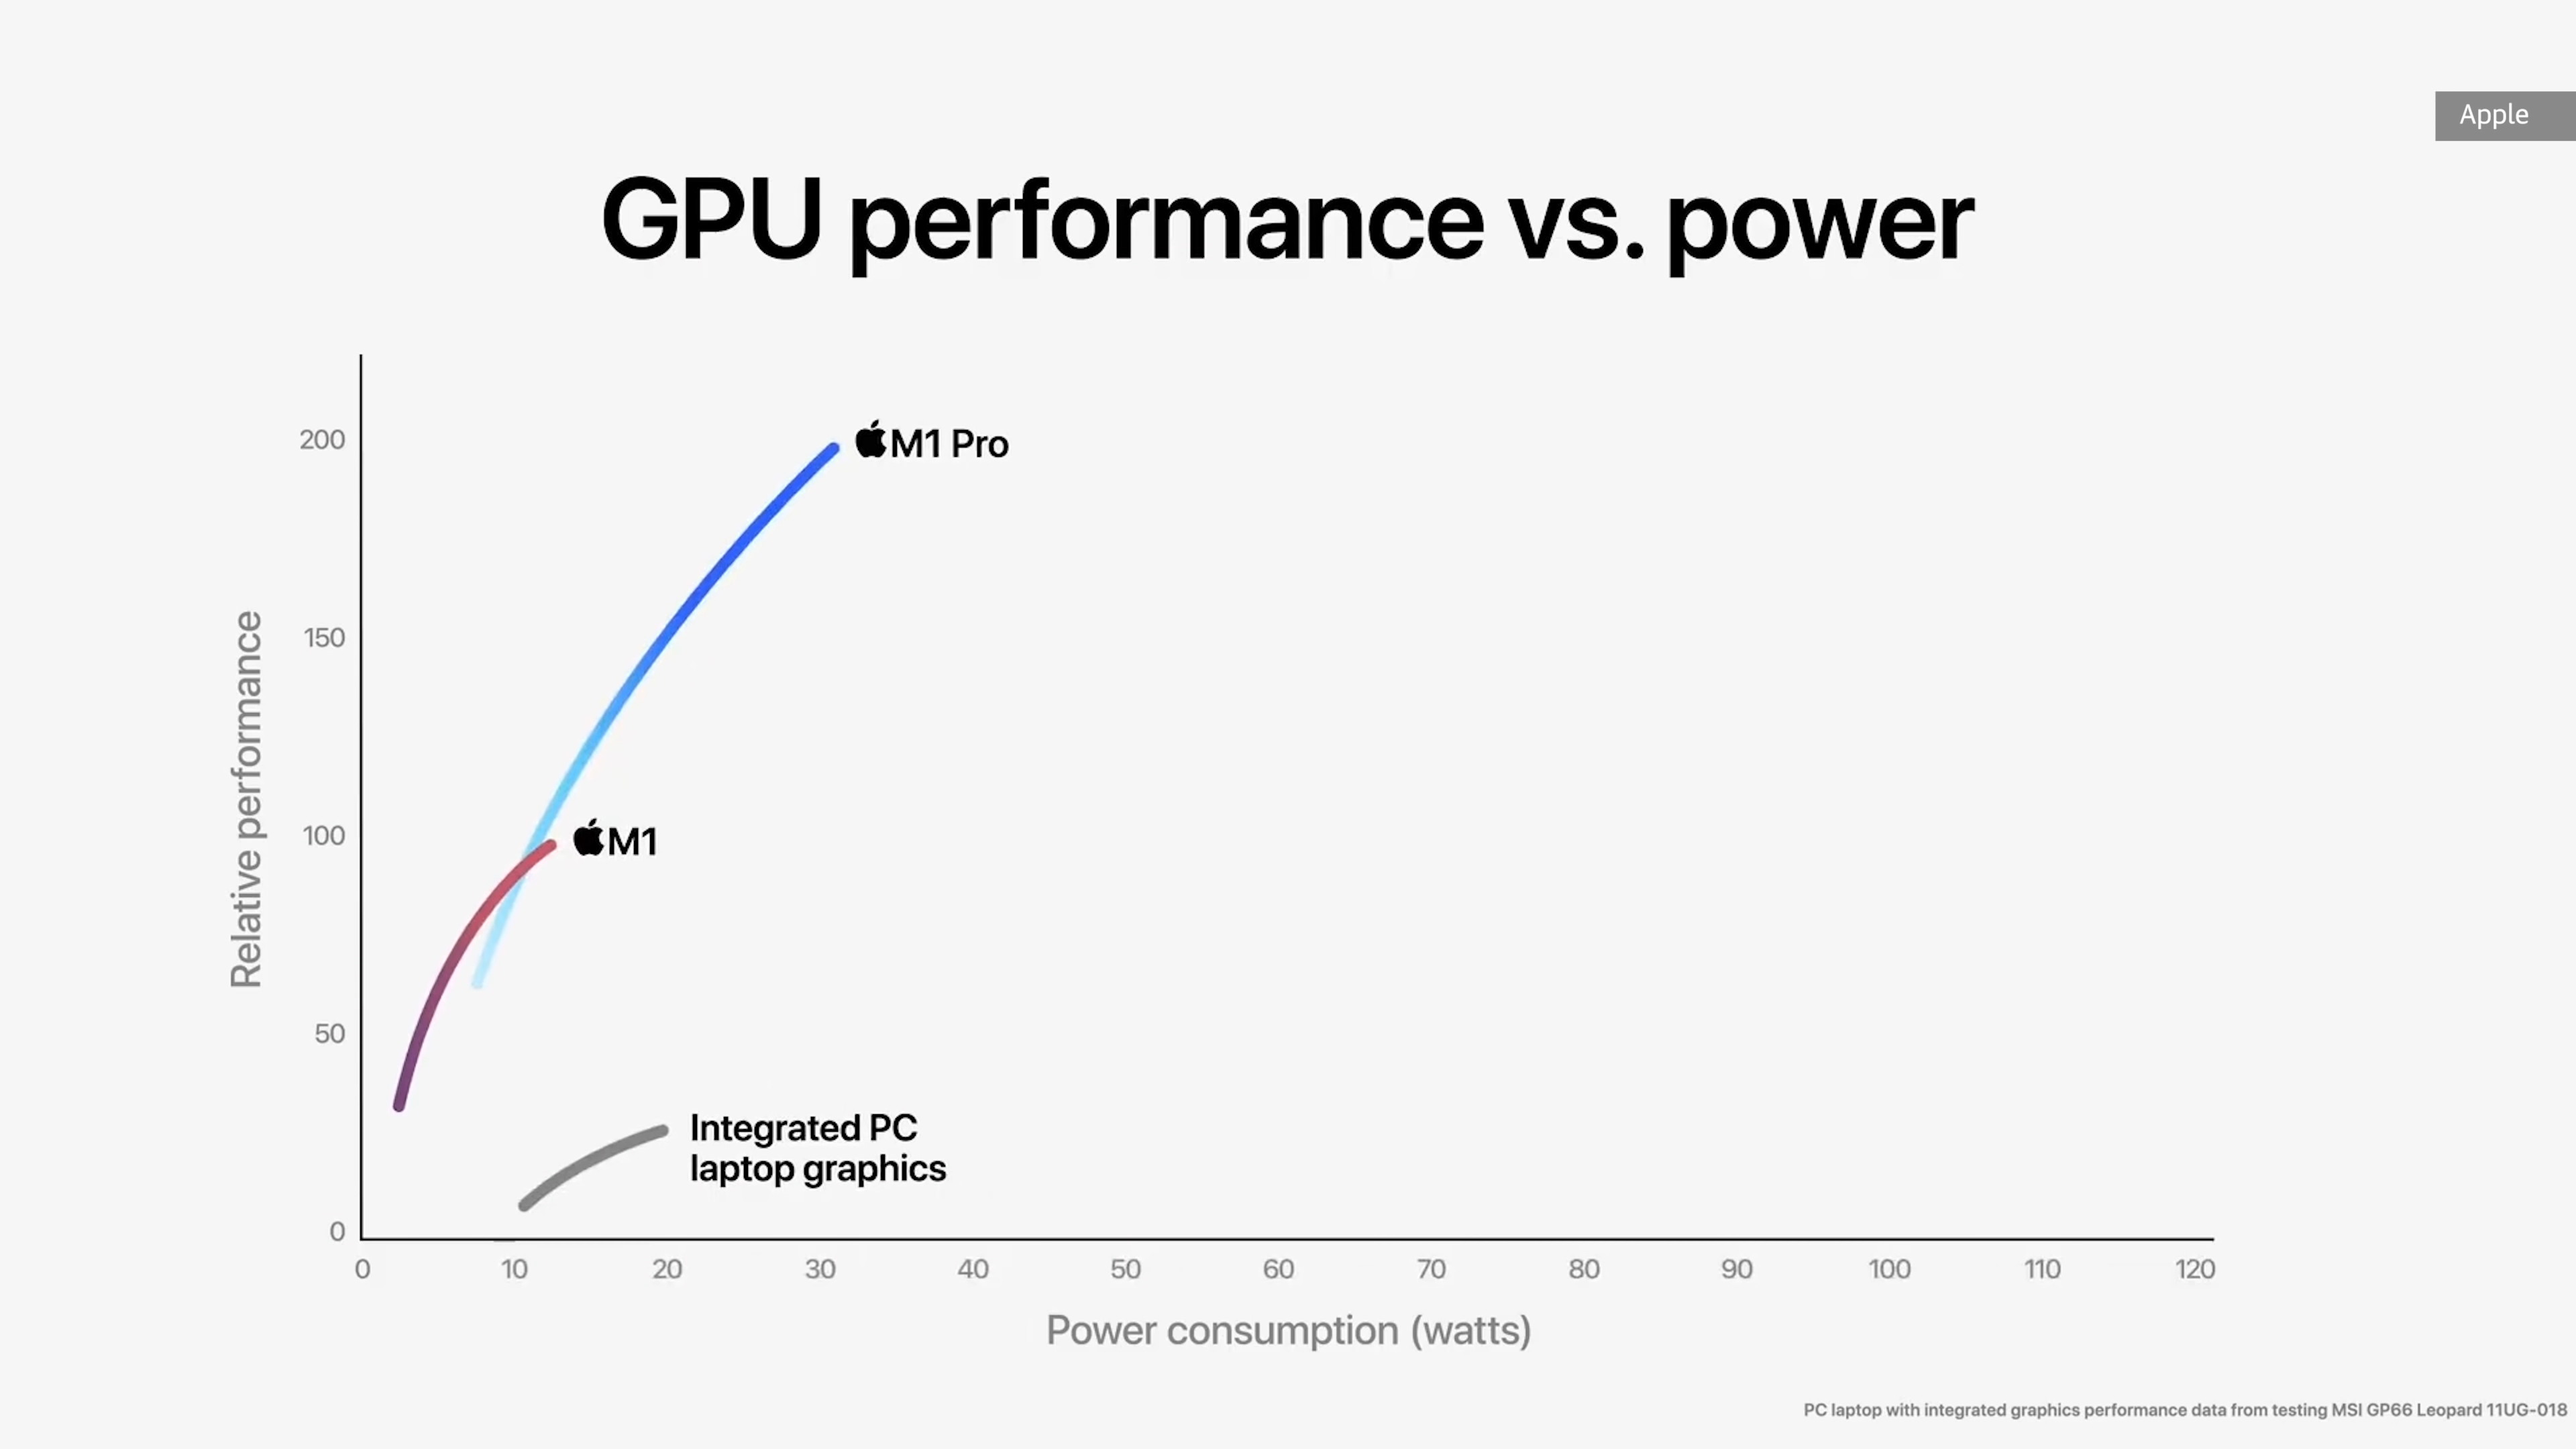 Apple
GPU performance vs. power
Relative performance
200
150
100
50
0
M1 Pro
M1
Integrated PC
laptop graphics
0 10 20 30 40 50 60 70 80 90 100 110 120
Power consumption (watts)
PC laptop with integrated graphics performance data from testing MSI GP66 Leopard 11UG-018